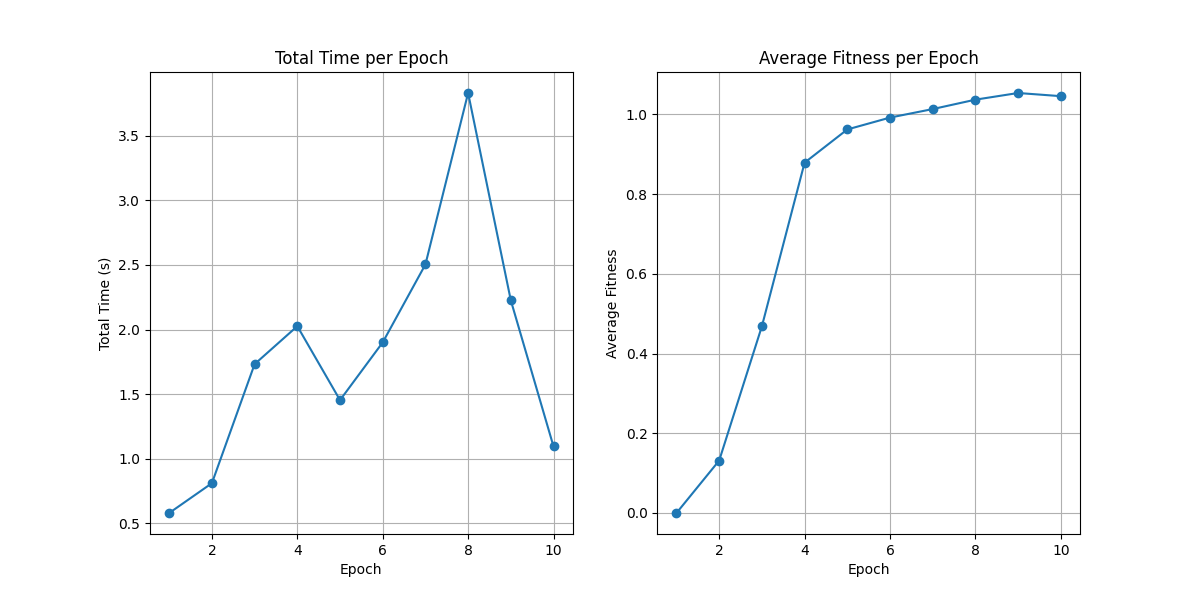 Total Time per Epoch
Total Time (s)
3.5
3.0
2.5
2.0
1.5
1.0
0.5
2 4 6 8 10
Epoch
Average Fitness per Epoch
Average Fitness
1.0
0.8
0.6
0.4
0.2
0.0
2 4 6 8 10
Epoch